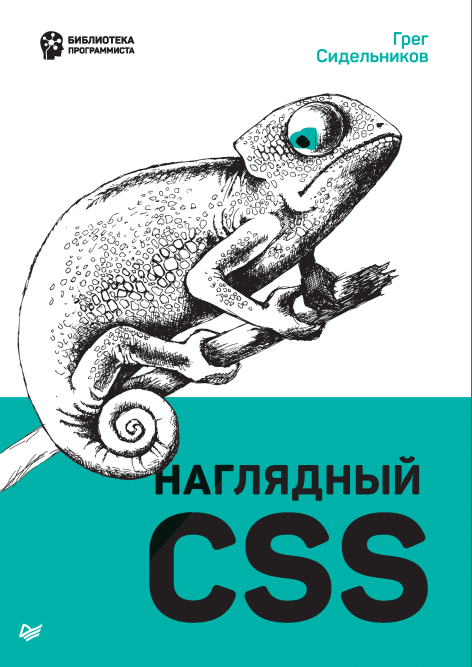 БИБЛИОТЕКА
ПРОГРАММИСТА
Грег
Сидельников
НАГЛЯДНЫЙ
CSS